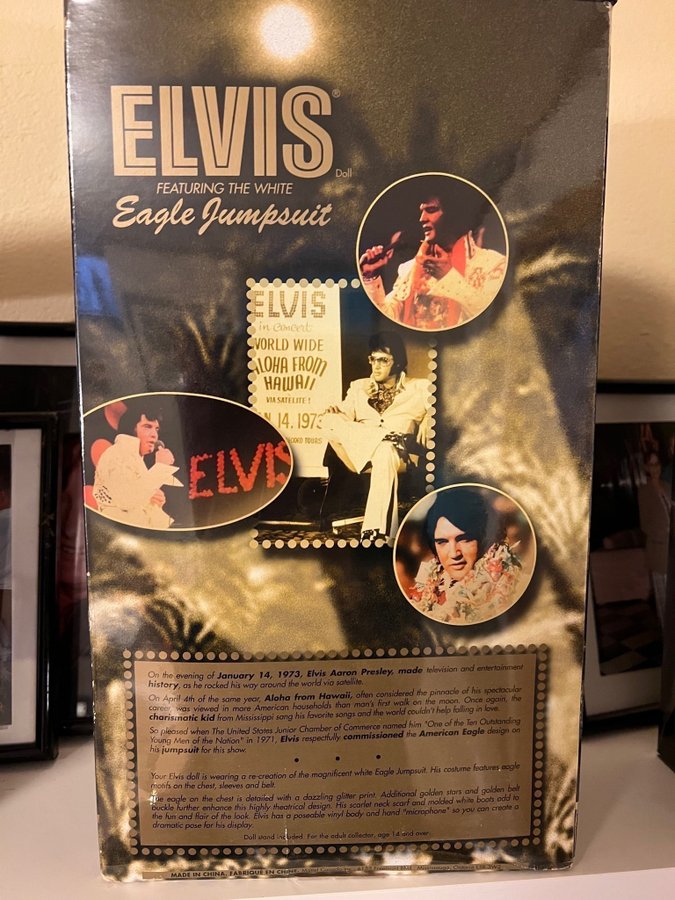 ELVIS®
Doll
FEATURING THE WHITE
Eagle Jumpsuit
ELVIS
in concert
WORLD WIDE
ALOHA FROM
HAWAII
VIA SATELITE!
N. 14, 1973
RECORD TOURS
ELVIS
On the evening of January 14, 1973, Elvis Aaron Presley, made television and entertainment
history, as he rocked his way around the world via satellite.
On April 4th of the same year, Aloha from Hawaii, often considered the pinnacle of his spectacular
career, was viewed in more American households than man's first walk on the moon. Once again, the
charismatic kid from Mississippi sang his favorite songs and the world couldn't help falling in love.
So pleased when The United States Junior Chamber of Commerce named him "One of the Ten Outstanding
Young Men of the Nation" in 1971, Elvis respectfully commissioned the American Eagle design on
his jumpsuit for this show.
• • •
Your Elvis doll is wearing a re-creation of the magnificent white Eagle Jumpsuit. His costume features eagle
motifs on the chest, sleeves and belt.
The eagle on the chest is detailed with a dazzling glitter print. Additional golden stars and golden belt
buckle further enhance this highly theatrical design. His scarlet neck scarf and molded white boots add to
the fun and flair of the look. Elvis has a poseable vinyl body and hand "microphone" so you can create a
dramatic pose for his display.
Doll stand included. For the adult collector, age 14 and over.
MADE IN CHINA. FABRIQUÉ EN CHINE. Mattel